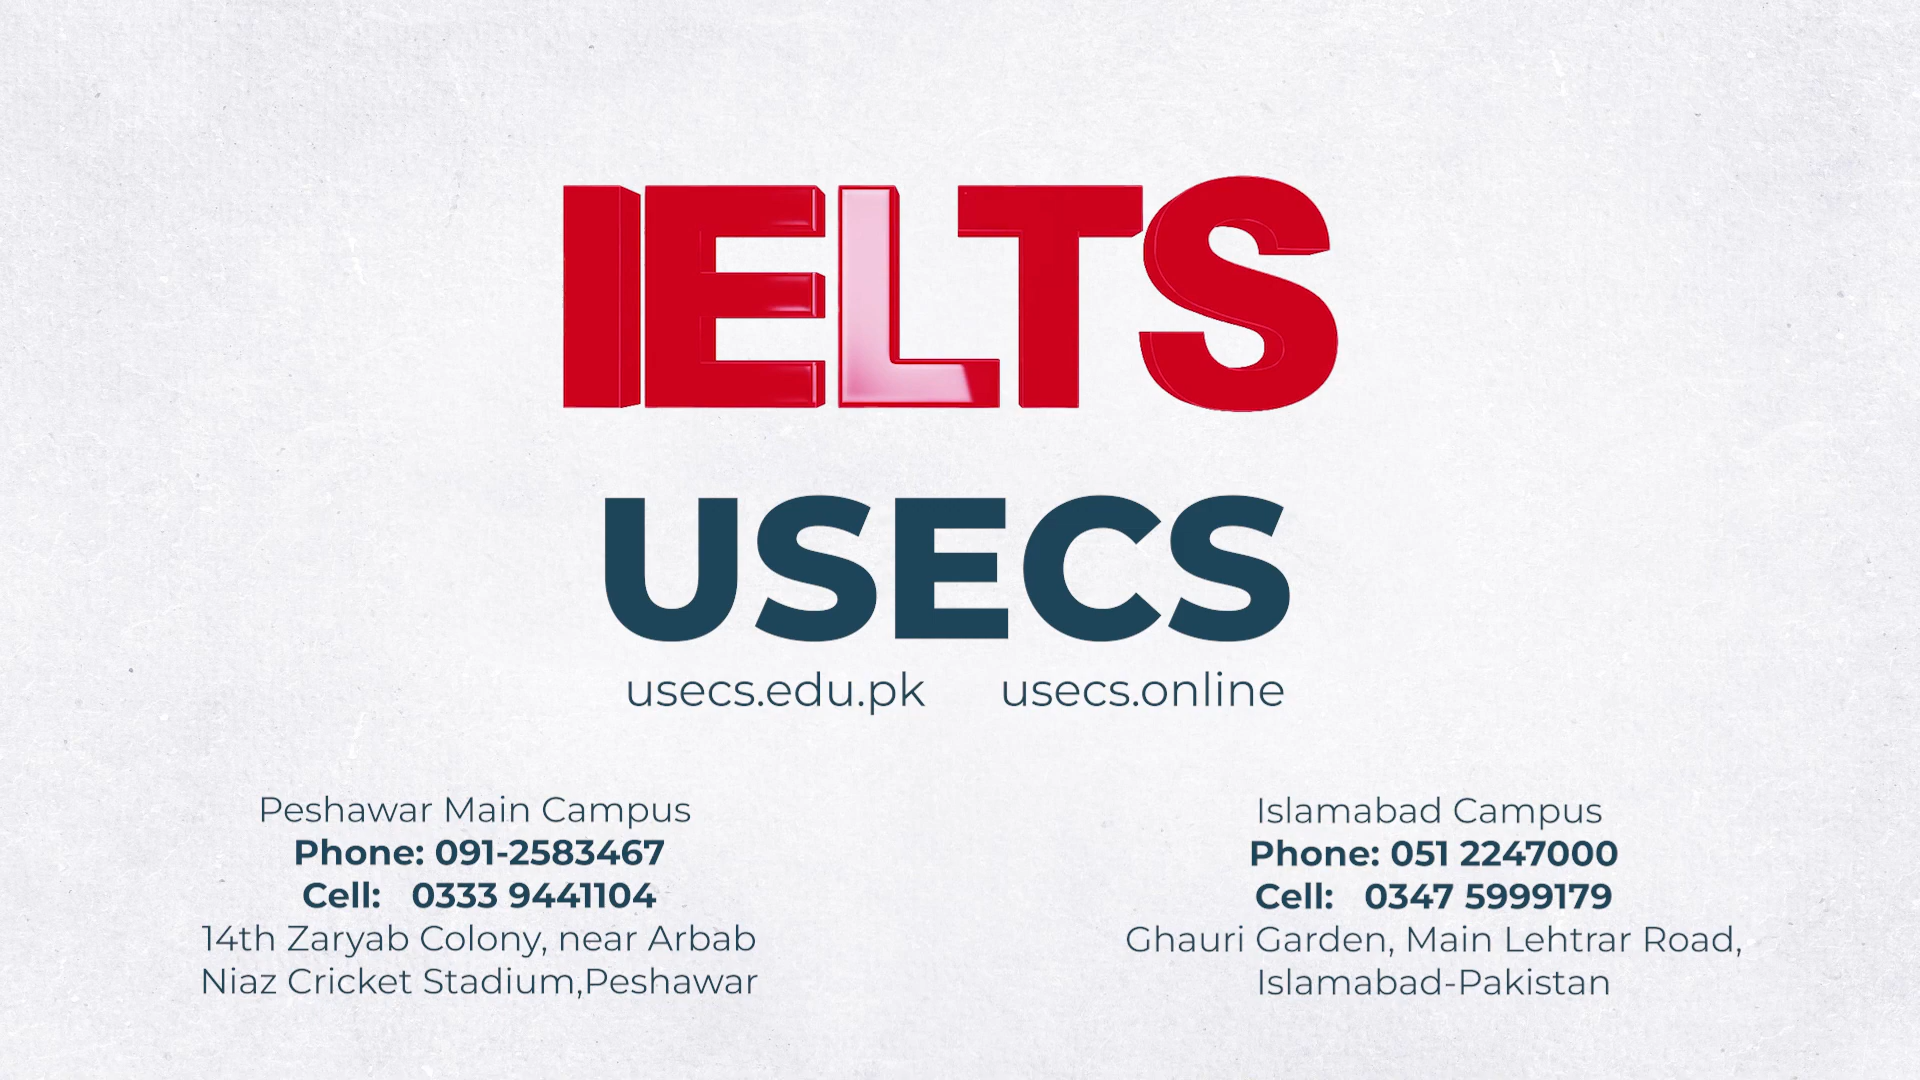 IELTS
USECS
usecs.edu.pk usecs.online
Peshawar Main Campus
Phone: 091-2583467
Cell: 0333 9441104
14th Zaryab Colony, near Arbab
Niaz Cricket Stadium,Peshawar
Islamabad Campus
Phone: 051 2247000
Cell: 0347 5999179
Ghauri Garden, Main Lehtrar Road,
Islamabad-Pakistan